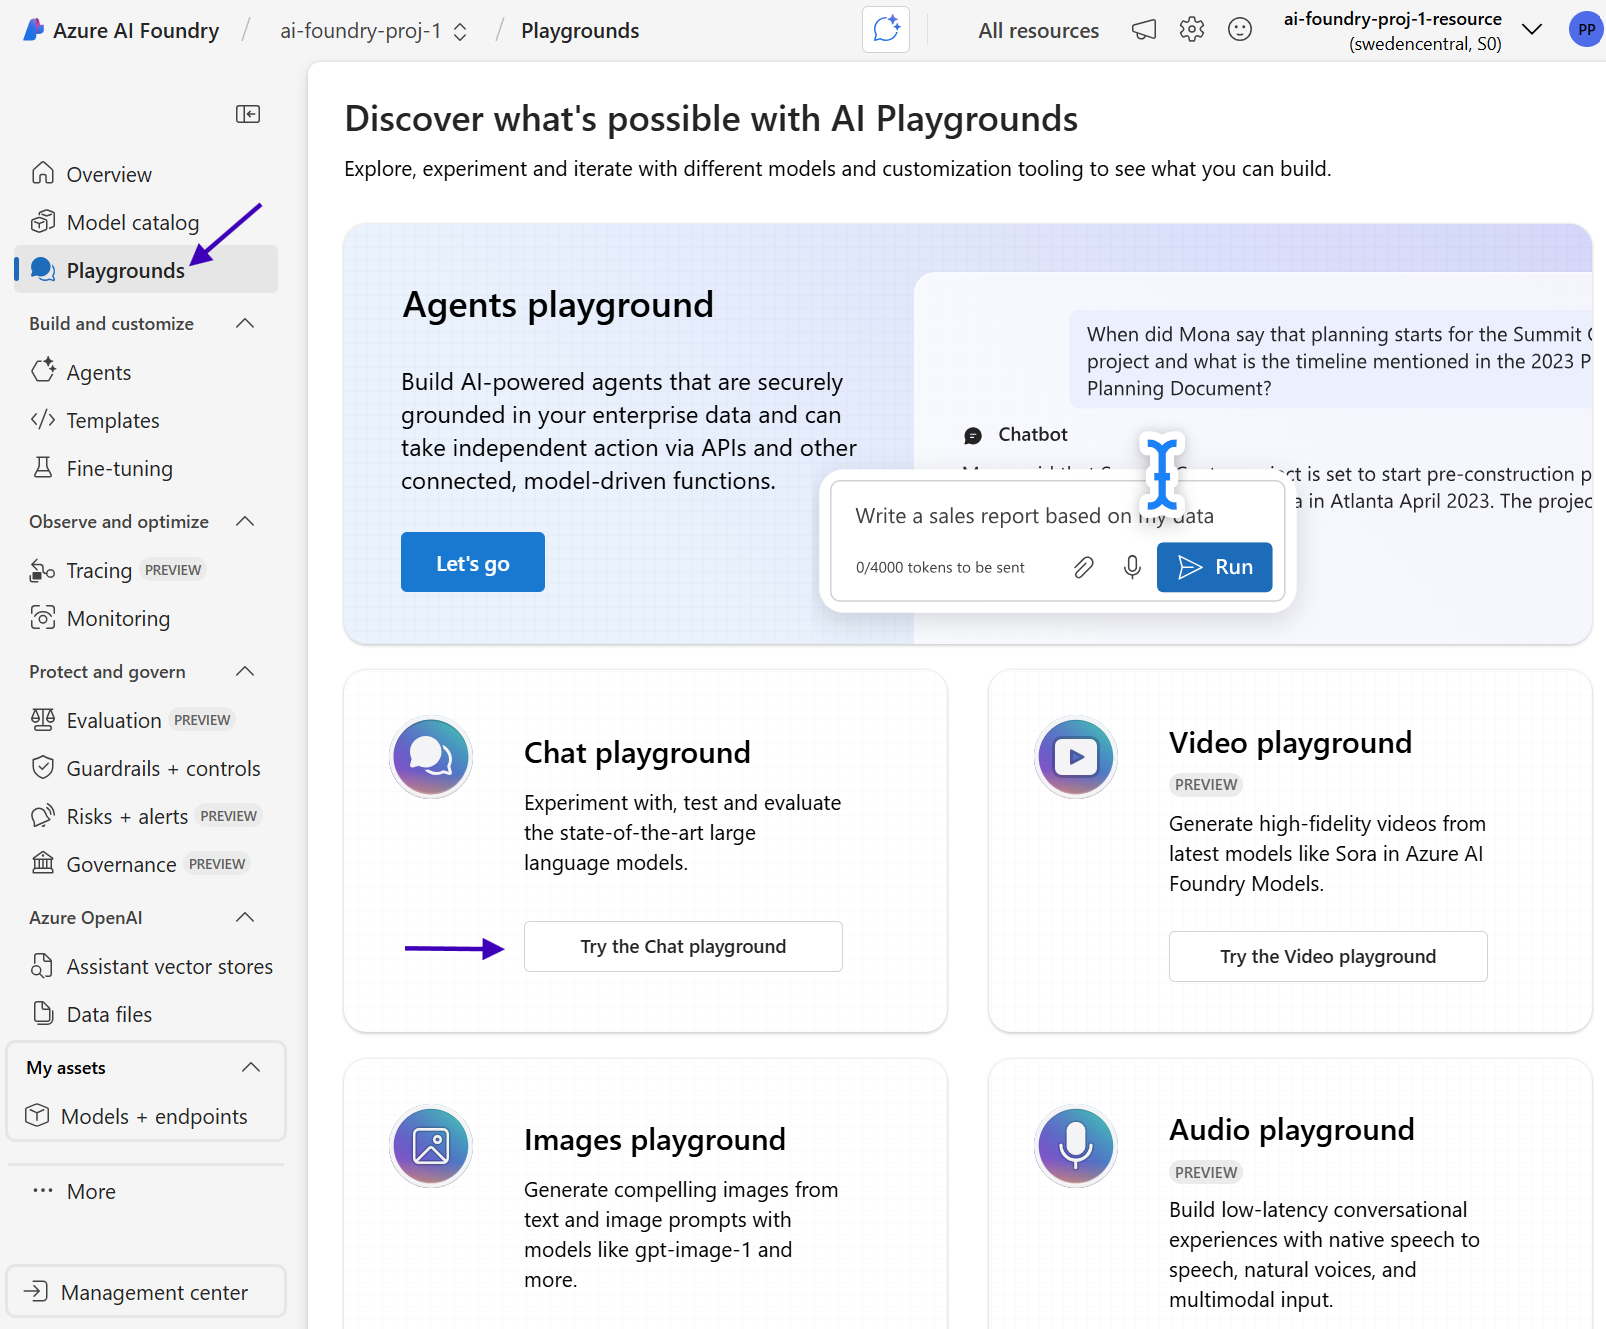 Azure AI Foundry / ai-foundry-proj-1 / Playgrounds
All resources
ai-foundry-proj-1-resource
(swedencentral, S0)
PP
Overview
Model catalog
Playgrounds
Build and customize
Agents
Templates
Fine-tuning
Observe and optimize
Tracing PREVIEW
Monitoring
Protect and govern
Evaluation PREVIEW
Guardrails + controls
Risks + alerts PREVIEW
Governance PREVIEW
Azure OpenAI
Assistant vector stores
Data files
My assets
Models + endpoints
More
Management center
Discover what's possible with AI Playgrounds
Explore, experiment and iterate with different models and customization tooling to see what you can build.
Agents playground
Build AI-powered agents that are securely
grounded in your enterprise data and can
take independent action via APIs and other
connected, model-driven functions.
Let's go
When did Mona say that planning starts for the Summit
project and what is the timeline mentioned in the 2023 P
Planning Document?
Chatbot
is set to start pre-construction p
a in Atlanta April 2023. The projec
Write a sales report based on my data
0/4000 tokens to be sent
Run
Chat playground
Experiment with, test and evaluate
the state-of-the-art large
language models.
Try the Chat playground
Video playground
PREVIEW
Generate high-fidelity videos from
latest models like Sora in Azure AI
Foundry Models.
Try the Video playground
Images playground
Generate compelling images from
text and image prompts with
models like gpt-image-1 and
more.
Audio playground
PREVIEW
Build low-latency conversational
experiences with native speech to
speech, natural voices, and
multimodal input.